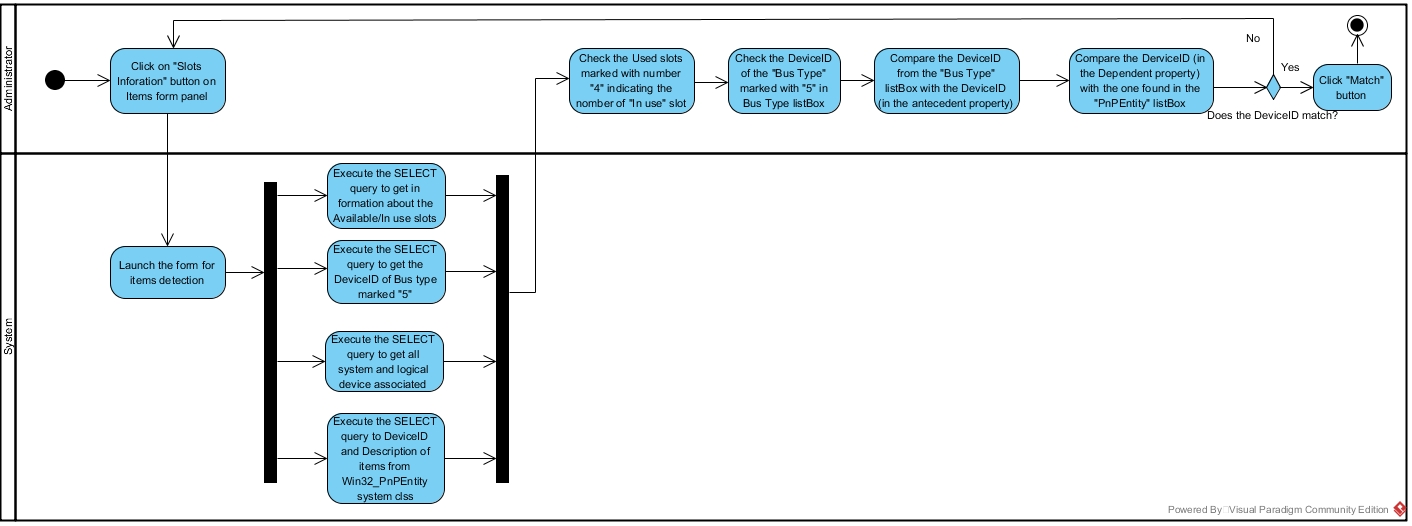 Administrator
Click on "Slots
Inforation" button on
Items form panel
Check the Used slots
marked with number
"4" indicating the
nomber of "In use" slot
Check the DeviceID
of the "Bus Type"
marked with "5" in
Bus Type listBox
Compare the DeviceID
from the "Bus Type"
listBox with the DeviceID
(in the antecedent property)
Compare the DerviceID (in
the Dependent property)
with the one found in the
"PnPEntity" listBox
No
Yes
Does the DeviceID match?
Click "Match"
button
System
Launch the form for
items detection
Execute the SELECT
query to get in
formation about the
Available/In use slots
Execute the SELECT
query to get the
DeviceID of Bus type
marked "5"
Execute the SELECT
query to get all
system and logical
device associated
Execute the SELECT
query to DeviceID
and Description of
items from
Win32_PnPEntity
system clss
Powered By Visual Paradigm Community Edition